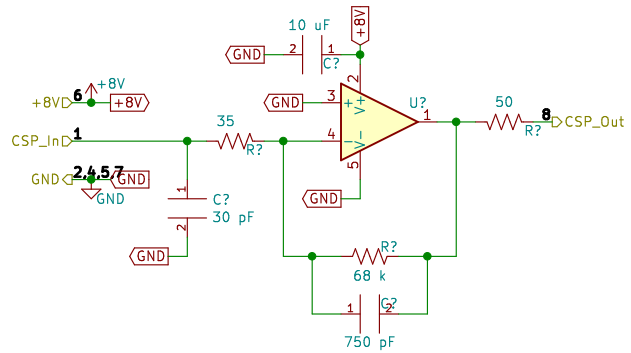 10 uF
+8V
GND
2
1
C?
+8V
6
+8V
+8V
2
V+
U?
GND
3
+
35
50
1
8
CSP_Out
CSP_In
1
R?
4
-
R?
V-
5
GND
2,4,5,7
GND
GND
1
C?
30 pF
2
GND
GND
R?
68 k
1
C?
2
750 pF